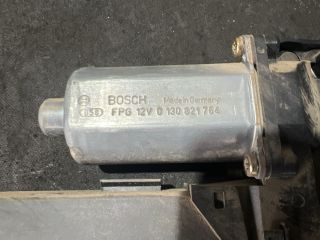 BOSCH Made in Germany
FPG 12V 0 130 821 764